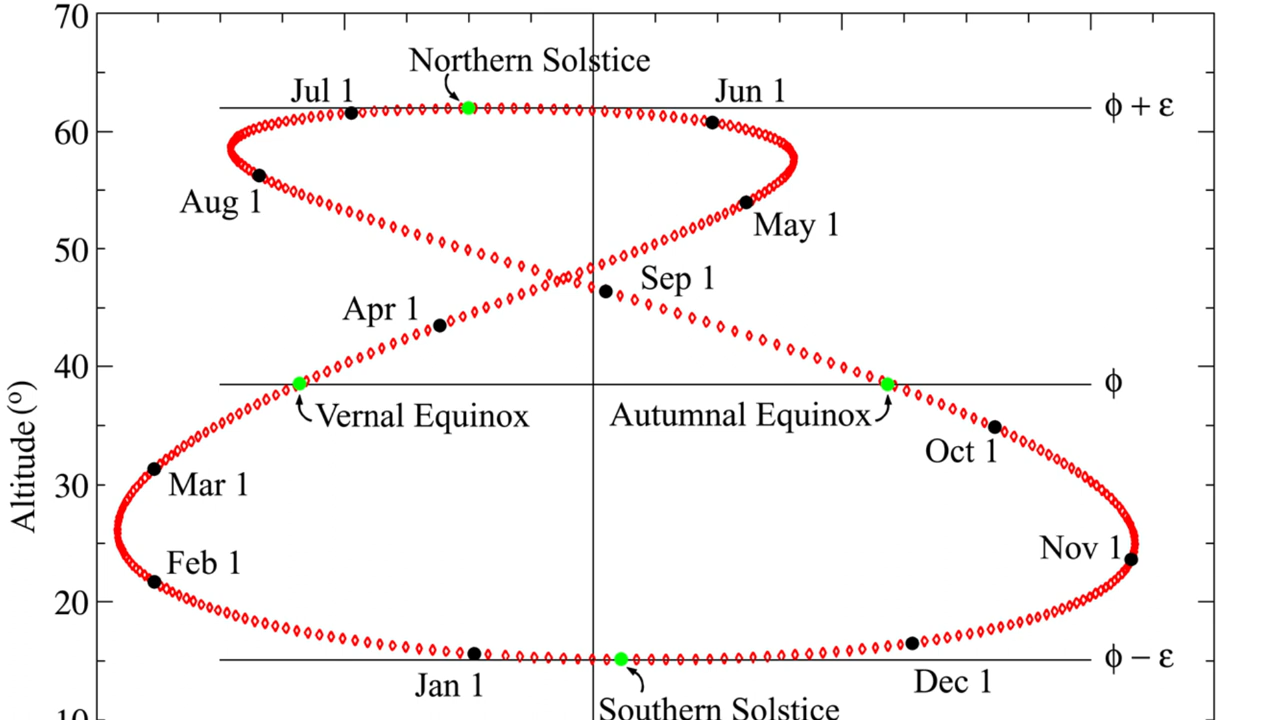 70
Northern Solstice
Jul 1
Jun 1
ϕ + ε
60
Aug 1
May 1
50
Sep 1
Apr 1
40
ϕ
Vernal Equinox
Autumnal Equinox
Oct 1
Altitude (º)
Mar 1
30
Nov 1
Feb 1
20
ϕ − ε
Jan 1
Dec 1
Southern Solstice
10